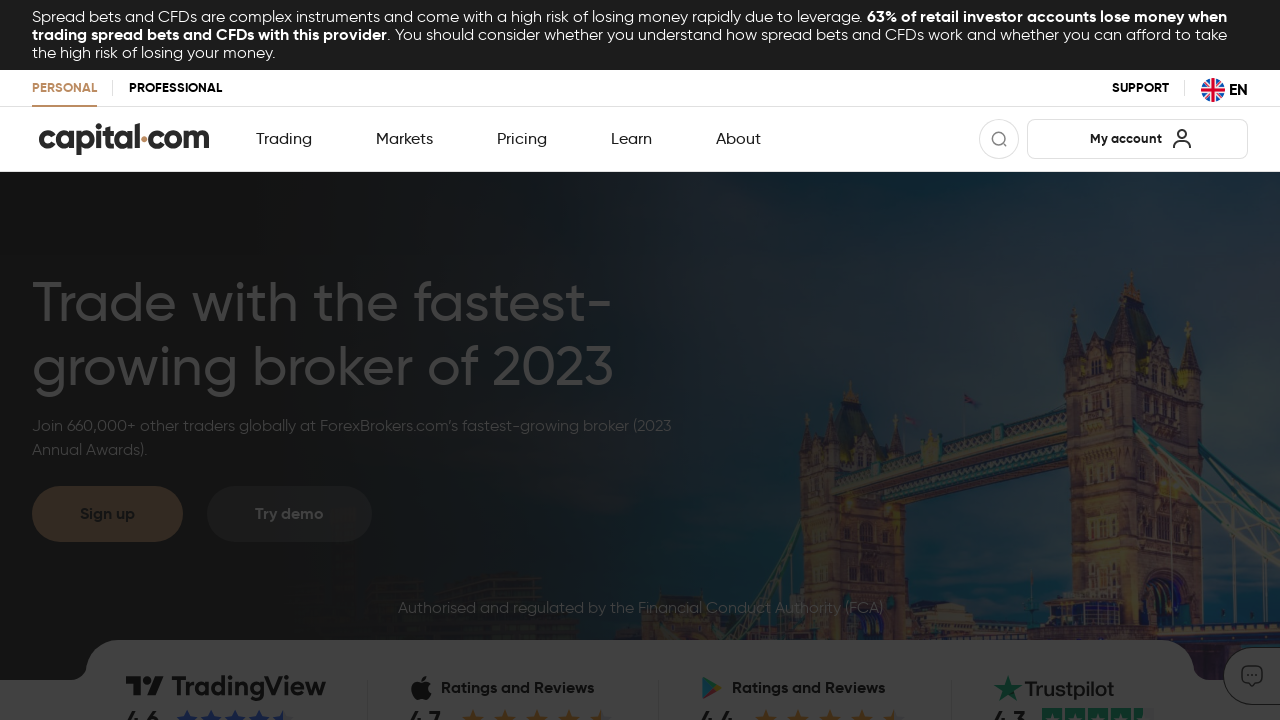 Spread bets and CFDs are complex instruments and come with a high risk of losing money rapidly due to leverage. 63% of retail investor accounts lose money when
trading spread bets and CFDs with this provider. You should consider whether you understand how spread bets and CFDs work and whether you can afford to take
the high risk of losing your money.
PERSONAL
PROFESSIONAL
SUPPORT
EN
capital.com
Trading
Markets
Pricing
Learn
About
My account
Trade with the fastest-
growing broker of 2023
Join 660,000+ other traders globally at ForexBrokers.com's fastest-growing broker (2023
Annual Awards).
Sign up
Try demo
Authorised and regulated by the Financial Conduct Authority (FCA)
TradingView
Ratings and Reviews
Ratings and Reviews
Trustpilot
4.6
4.7
4.4
4.3